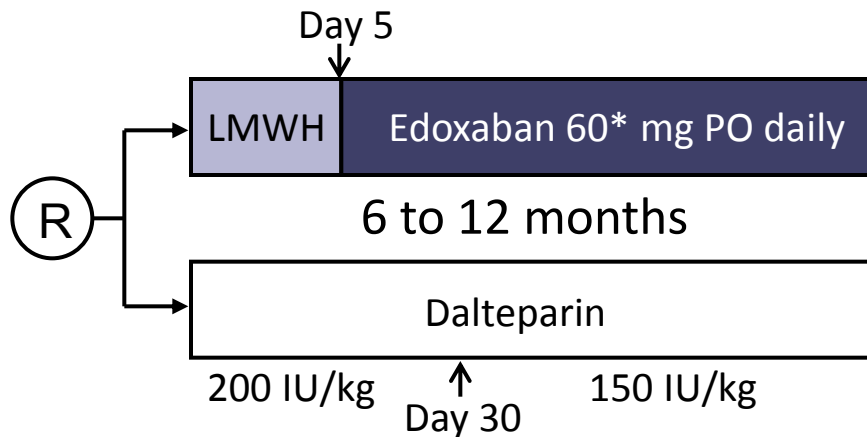 Day 5
LMWH
Edoxaban 60* mg PO daily
R
6 to 12 months
Dalteparin
200 IU/kg
150 IU/kg
Day 30